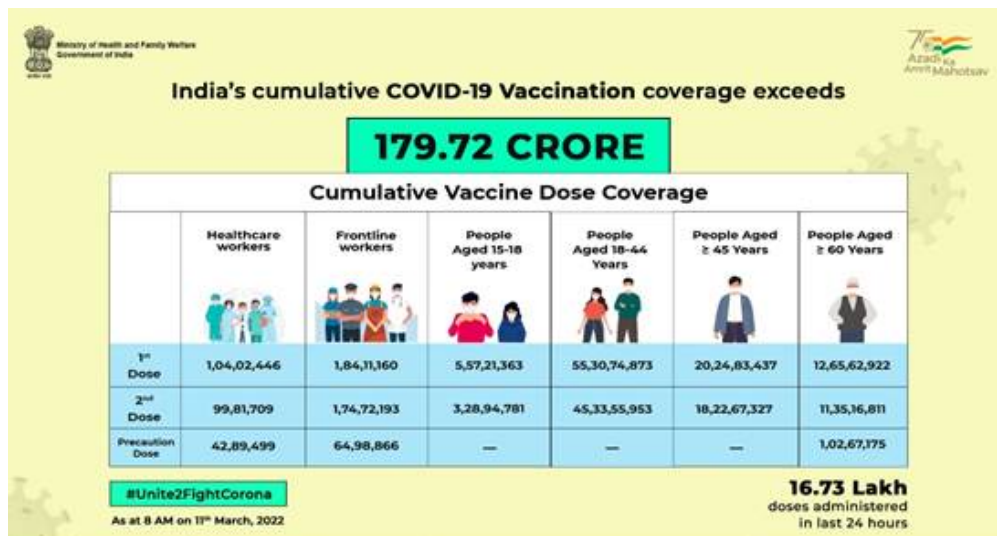 Ministry of Health and Family Welfare
Government of India
75
Azadi Ka
Amrit Mahotsav
India's cumulative COVID-19 Vaccination coverage exceeds
179.72 CRORE
Cumulative Vaccine Dose Coverage
Healthcare workers
Frontline workers
People Aged 15-18 years
People Aged 18-44 Years
People Aged ≥ 45 Years
People Aged ≥ 60 Years
1st Dose 1,04,02,446 1,84,11,160 5,57,21,363 55,30,74,873 20,24,83,437 12,65,62,922
2nd Dose 99,81,709 1,74,72,193 3,28,94,781 45,33,55,953 18,22,67,327 11,35,16,811
Precaution Dose 42,89,499 64,98,866 — — — 1,02,67,175
#Unite2FightCorona
As at 8 AM on 11th March, 2022
16.73 Lakh
doses administered
in last 24 hours